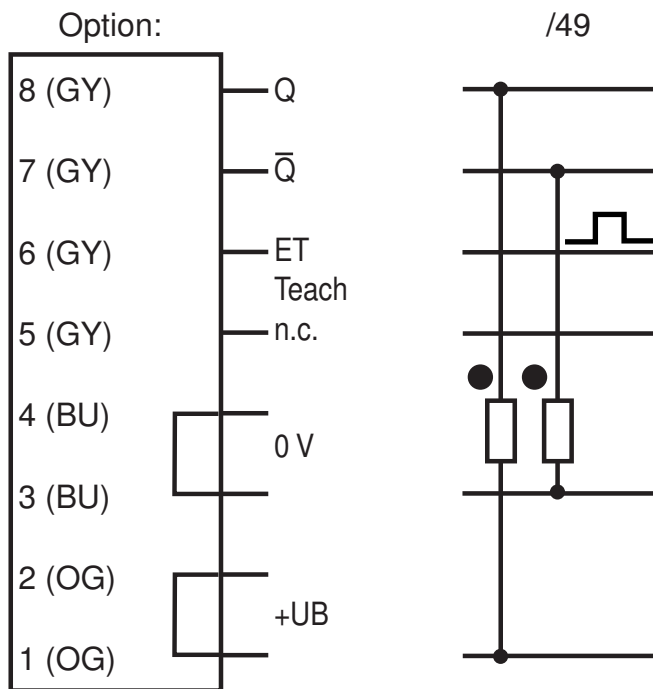 Option: /49
8 (GY) Q
7 (GY) Q̅
6 (GY) ET
Teach
5 (GY) n.c.
4 (BU)
0 V
3 (BU)
2 (OG)
+UB
1 (OG)